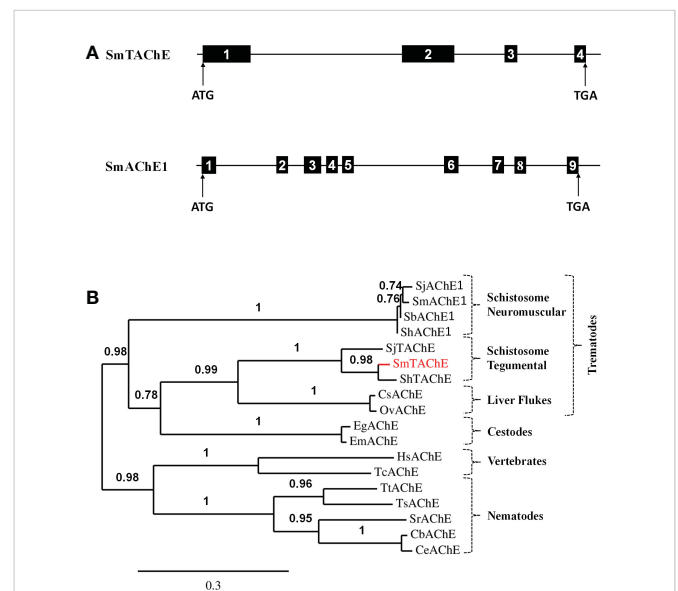 A
SmTAChE
1 2 3 4
ATG TGA
SmAChE1
1 2 3 4 5 6 7 8 9
ATG TGA
B
0.74 SjAChE1
0.76 SmAChE1
1
SbAChE1
ShAChE1
Schistosome
Neuromuscular
0.98
1 SjTAChE
0.98 SmTAChE
0.99
ShTAChE
Schistosome
Tegumental
0.78
1 CsAChE
OvAChE
Liver Flukes
Trematodes
1 EgAChE
EmAChE
Cestodes
0.98
1 HsAChE
TcAChE
Vertebrates
1
0.96 TtAChE
TsAChE
0.95 SrAChE
1 CbAChE
CeAChE
Nematodes
0.3